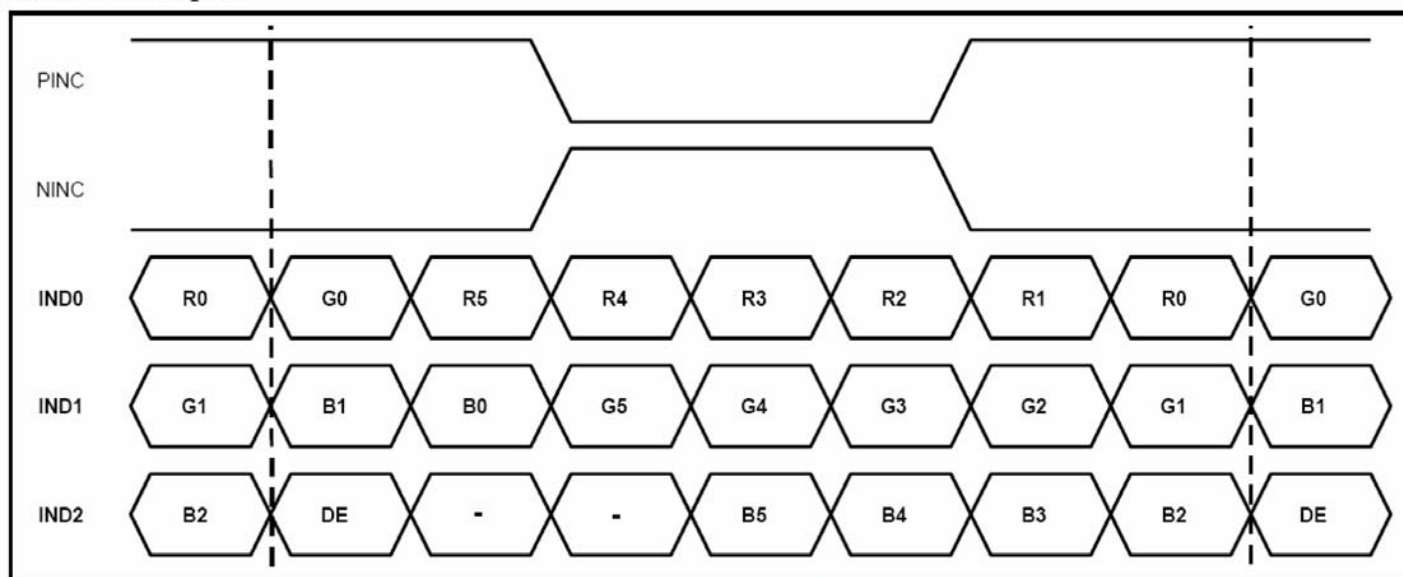 PINC
NINC
IND0 R0 G0 R5 R4 R3 R2 R1 R0 G0
IND1 G1 B1 B0 G5 G4 G3 G2 G1 B1
IND2 B2 DE - - B5 B4 B3 B2 DE